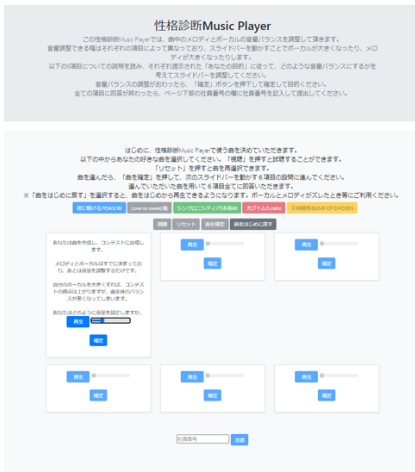 性格診断Music Player
この性格診断Music Playerでは、曲中のメロディとボーカルの音量バランスを調整して頂きます。
音量調整できる幅はそれぞれの項目によって異なっており、スライドバーを動かすことでボーカルが大きくなったり、メロ
ディが大きくなったりします。
以下の6項目についての説明を読み、それぞれ提示された「あなたの目的」に従って、どのような音量バランスにするかを
考えてスライドバーを調整してください。
音量バランスの調整がおわったら、「確定」ボタンを押下して確定して目的ください。
全ての項目に回答が終わったら、ページ下部の社員番号の欄に社員番号を記入して提出してください。
はじめに、性格診断Music Playerで使う曲を決めていただきます。
以下の中からあなたの好きな曲を選択してください。「視聴」を押すと試聴することができます。
「リセット」を押すと曲を再選択できます。
曲を選んだら、「曲を確定」を押して、次のスライドバーを動かす6項目の設問に進んでください。
選んでいただいた曲を用いて6項目全てに回答いただきます。
※「曲をはじめに戻す」を選択すると、曲をはじめから再生できるようになります。ボーカルとメロディがズレたとき等にご利用ください。
夜に駆ける/YOASOBI
シンクロニシティ/乃木坂46
視聴 リセット 曲を確定 曲をはじめに戻す
あなたは曲を作成し、コンテストに出場し
ます。
メロディとボーカルはすでに決まってお
り、あとは音量を調整するだけです。
自分のボーカルを大きくすれば、コンテス
トの得点は上がりますが、曲全体のバラン
スが悪くなってしまいます。
あなたはどのように音量を設定しますか。
再生
確定
再生
確定
再生
確定
再生
確定
再生
確定
再生
確定
社員番号 送信